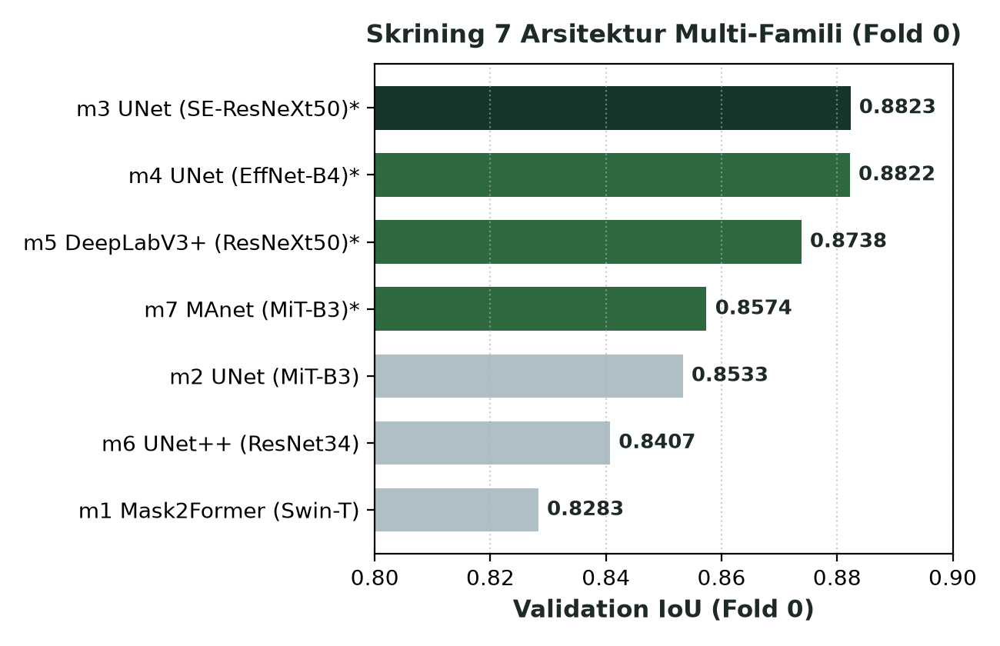 Skrining 7 Arsitektur Multi-Famili (Fold 0)
m3 UNet (SE-ResNeXt50)* 0.8823
m4 UNet (EffNet-B4)* 0.8822
m5 DeepLabV3+ (ResNeXt50)* 0.8738
m7 MAnet (MiT-B3)* 0.8574
m2 UNet (MiT-B3) 0.8533
m6 UNet++ (ResNet34) 0.8407
m1 Mask2Former (Swin-T) 0.8283
0.80 0.82 0.84 0.86 0.88 0.90
Validation IoU (Fold 0)